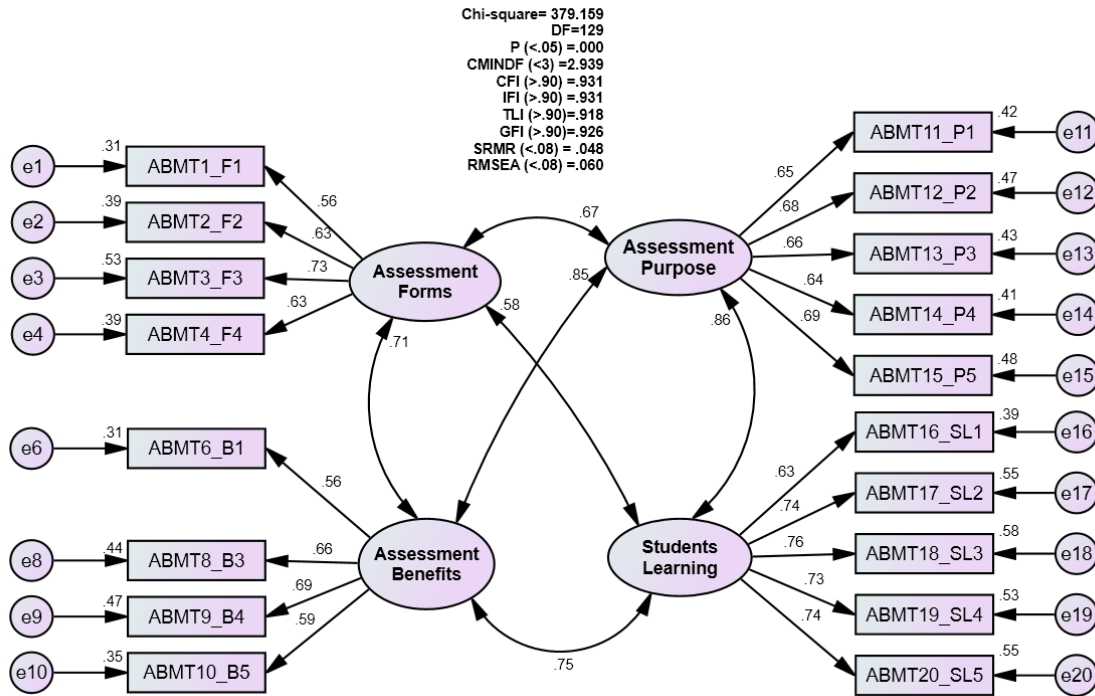 Chi-square= 379.159
DF=129
P (<.05) =.000
CMINDF (<3) =2.939
CFI (>.90) =.931
IFI (>.90) =.931
TLI (>.90)=.918
GFI (>.90)=.926
SRMR (<.08) = .048
RMSEA (<.08) =.060
e1
.31
ABMT1_F1
.56
e2
.39
ABMT2_F2
.63
e3
.53
ABMT3_F3
.73
e4
.39
ABMT4_F4
.63
Assessment
Forms
.67
.85
.58
.71
.86
Assessment
Purpose
.65
ABMT11_P1
.42
e11
.68
ABMT12_P2
.47
e12
.66
ABMT13_P3
.43
e13
.64
ABMT14_P4
.41
e14
.69
ABMT15_P5
.48
e15
e6
.31
ABMT6_B1
.56
e8
.44
ABMT8_B3
.66
e9
.47
ABMT9_B4
.69
e10
.35
ABMT10_B5
.59
Assessment
Benefits
.75
Students
Learning
.63
ABMT16_SL1
.39
e16
.74
ABMT17_SL2
.55
e17
.76
ABMT18_SL3
.58
e18
.73
ABMT19_SL4
.53
e19
.74
ABMT20_SL5
.55
e20